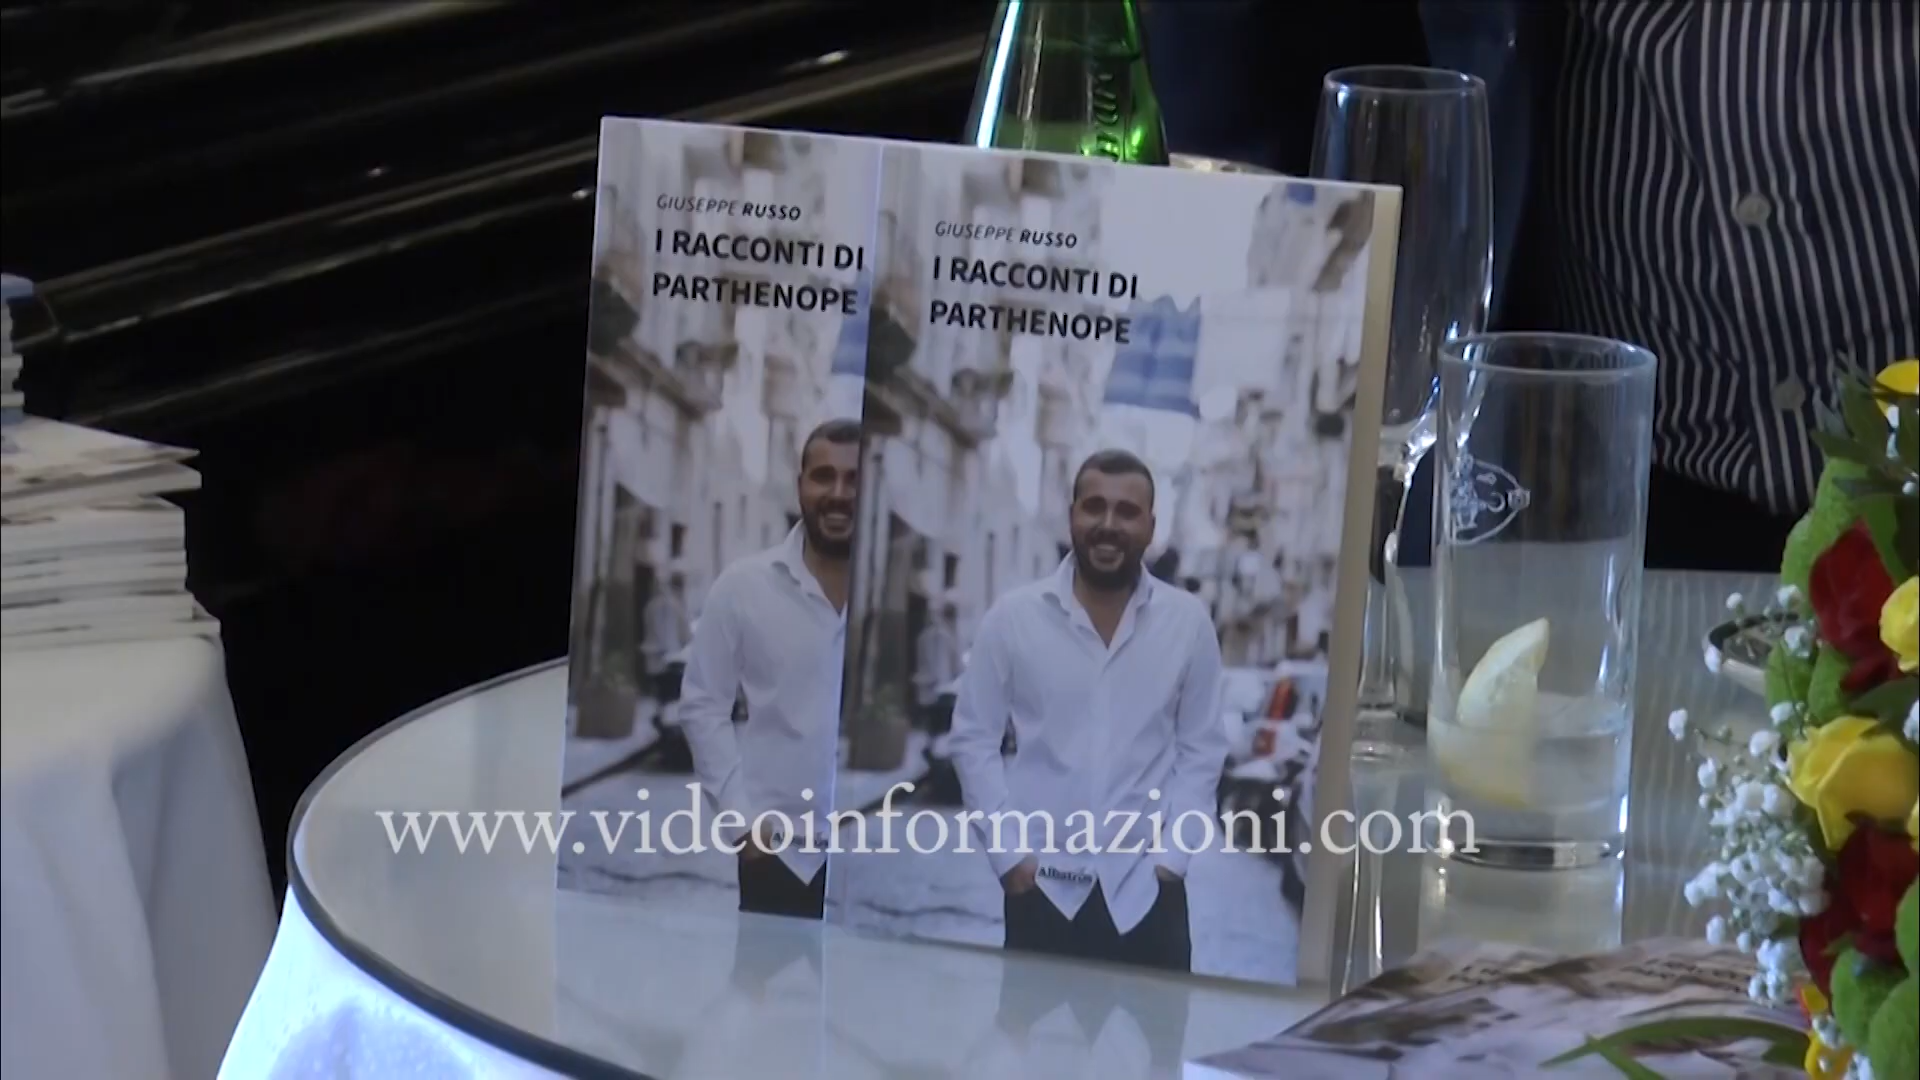 GIUSEPPE RUSSO
I RACCONTI DI
PARTHENOPE
GIUSEPPE RUSSO
I RACCONTI DI
PARTHENOPE
www.videoinformazioni.com
Albatros